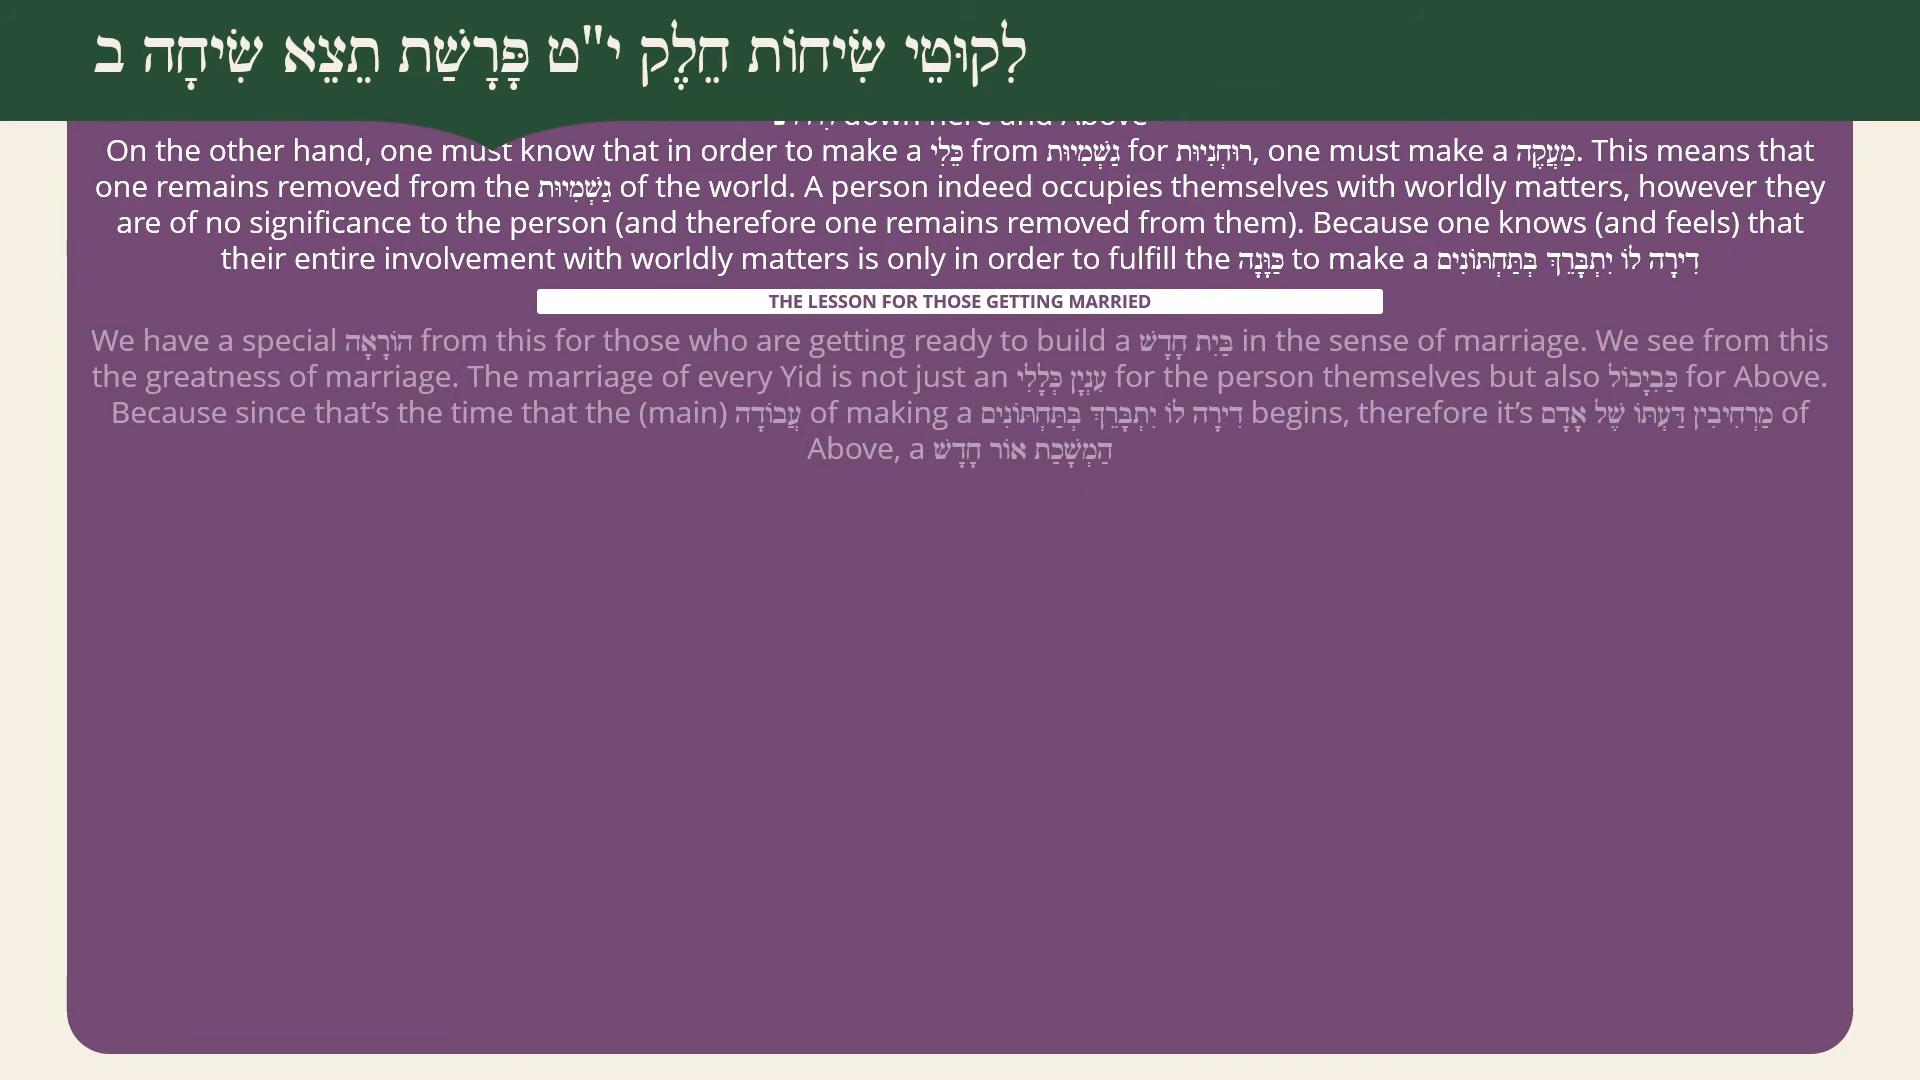 לִקוּטֵי שִׂיחוֹת חֵלֶק י"ט פָּרָשַׁת תֵצֵא שִׂיחָה ב
down here and Above
On the other hand, one must know that in order to make a כֵּלִי from גַשְׁמִיוּת for רוּחְנִיוּת, one must make a מַעֲקֶה. This means that
one remains removed from the גַשְׁמִיוּת of the world. A person indeed occupies themselves with worldly matters, however they
are of no significance to the person (and therefore one remains removed from them). Because one knows (and feels) that
their entire involvement with worldly matters is only in order to fulfill the כַּוָנָה to make a דִירָה לוֹ יִתְבָּרֵךְ בְּתַּחְתּוֹנִים
THE LESSON FOR THOSE GETTING MARRIED
We have a special הוֹרָאָה from this for those who are getting ready to build a בַּיִת חָדָשׁ in the sense of marriage. We see from this
the greatness of marriage. The marriage of every Yid is not just an עִנְיָן כְּלָלִי for the person themselves but also כַּבִיָכוֹל for Above.
Because since that’s the time that the (main) עֲבוֹדָה of making a דִירָה לוֹ יִתְבָּרֵךְ בְּתַּחְתּוֹנִים begins, therefore it’s מַרְחִיבִין דַּעְתּוֹ שֶׁל אָדָם of
Above, a הַמְשָׁכַת אוֹר חָדָשׁ